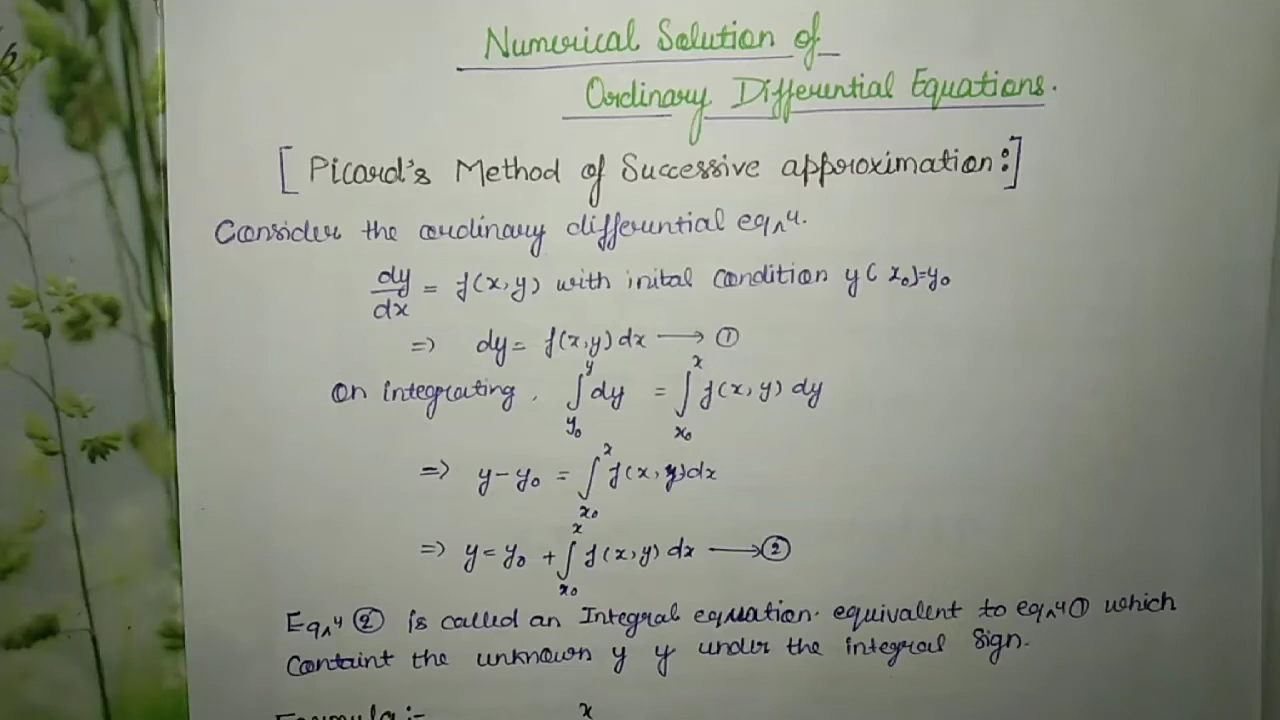 Numerical Solution of
Ordinary Differential Equations.
[ Picard's Method of Successive approximation:]
Consider the ordinary differential eqn.
dy/dx = f(x,y) with inital condition y(x₀)=y₀
=> dy = f(x,y) dx ⟶ ①
On integrating, ∫_{y₀}^{y} dy = ∫_{x₀}^{x} f(x,y) dy
=> y-y₀ = ∫_{x₀}^{x} f(x,y)dx
=> y = y₀ + ∫_{x₀}^{x} f(x,y) dx ⟶ ②
Eqn ② is called an Integral equation. equivalent to eqn ① which
Containt the unknown y y under the integral sign.
Formula :- x